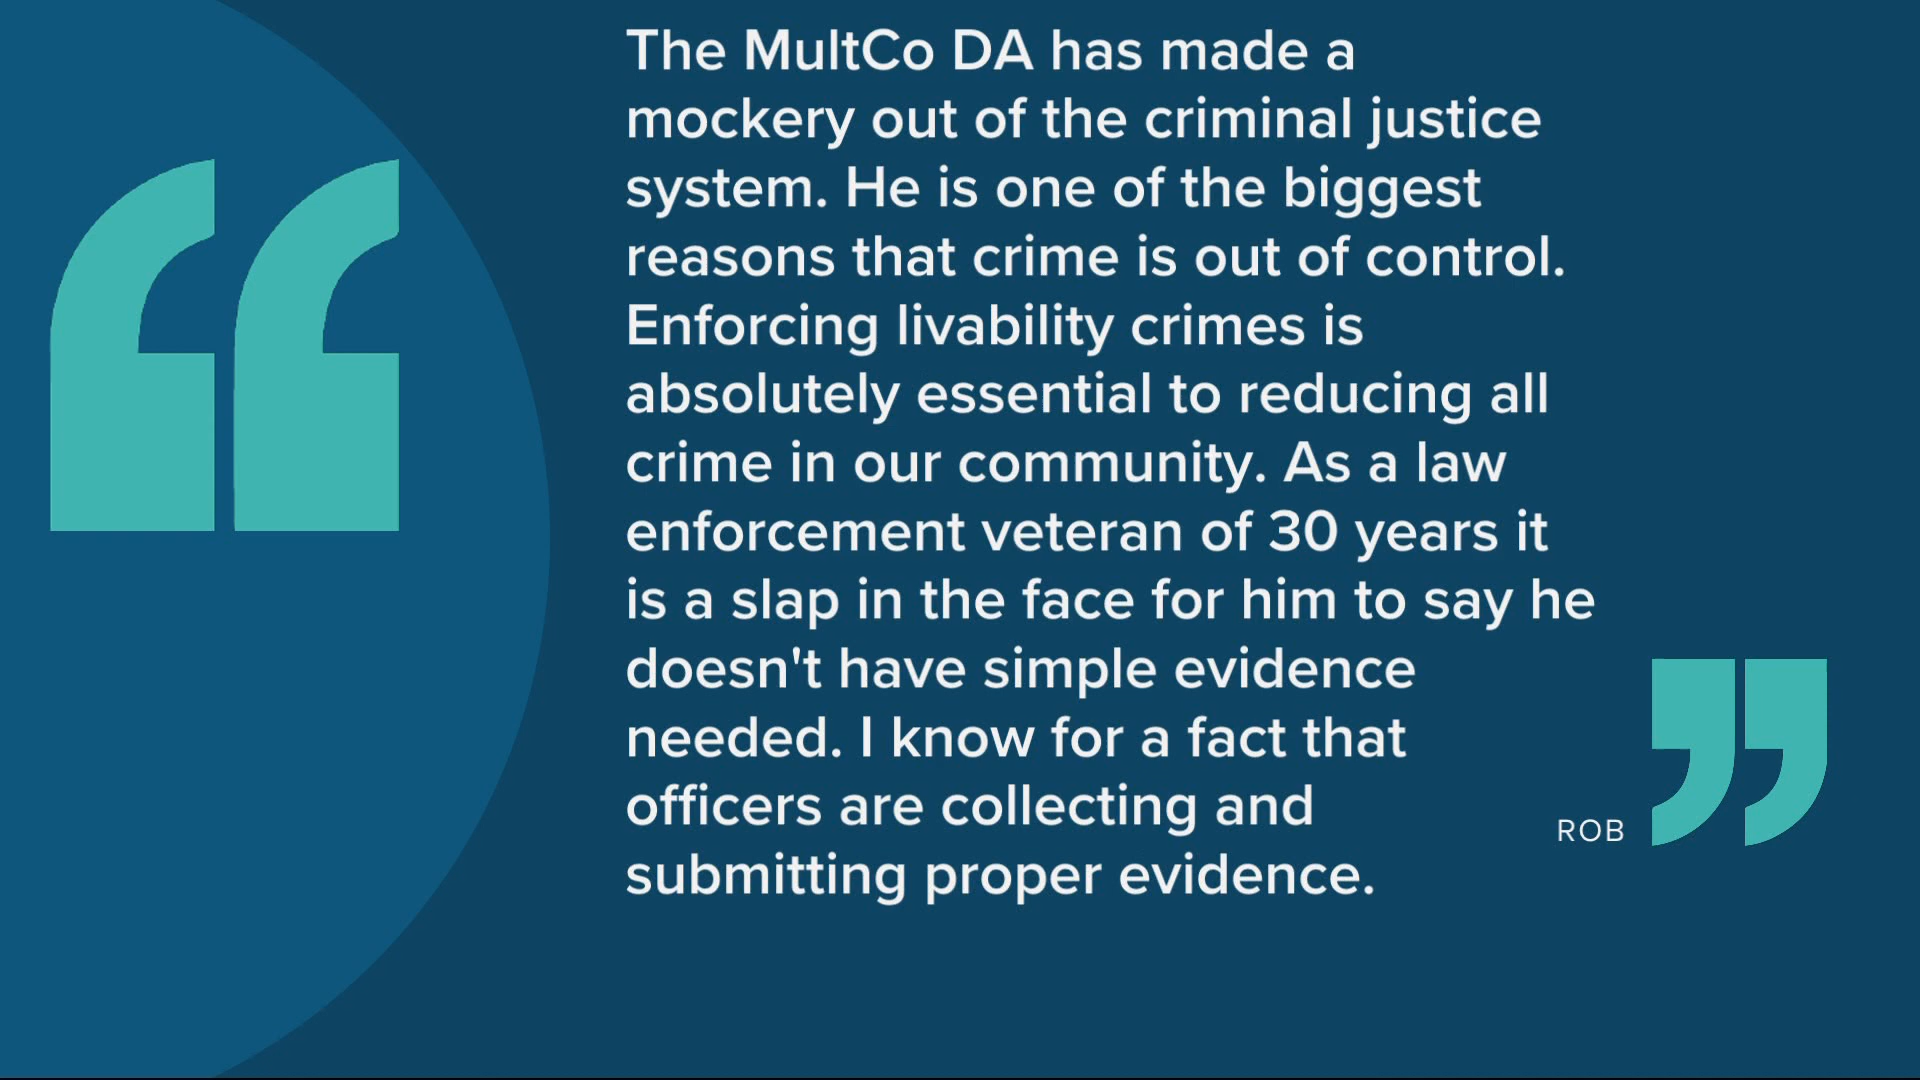 The MultCo DA has made a
mockery out of the criminal justice
system. He is one of the biggest
reasons that crime is out of control.
Enforcing livability crimes is
absolutely essential to reducing all
crime in our community. As a law
enforcement veteran of 30 years it
is a slap in the face for him to say he
doesn't have simple evidence
needed. I know for a fact that
officers are collecting and
submitting proper evidence.
ROB